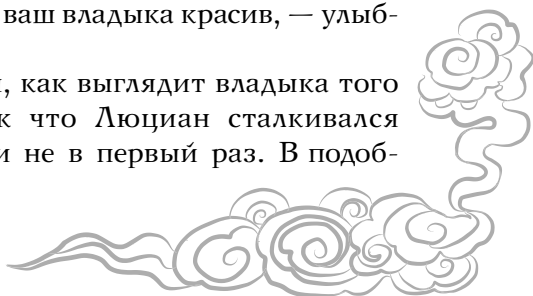 ваш владыка красив, — улыб-
, как выглядит владыка того
к что Люциан сталкивался
и не в первый раз. В подоб-